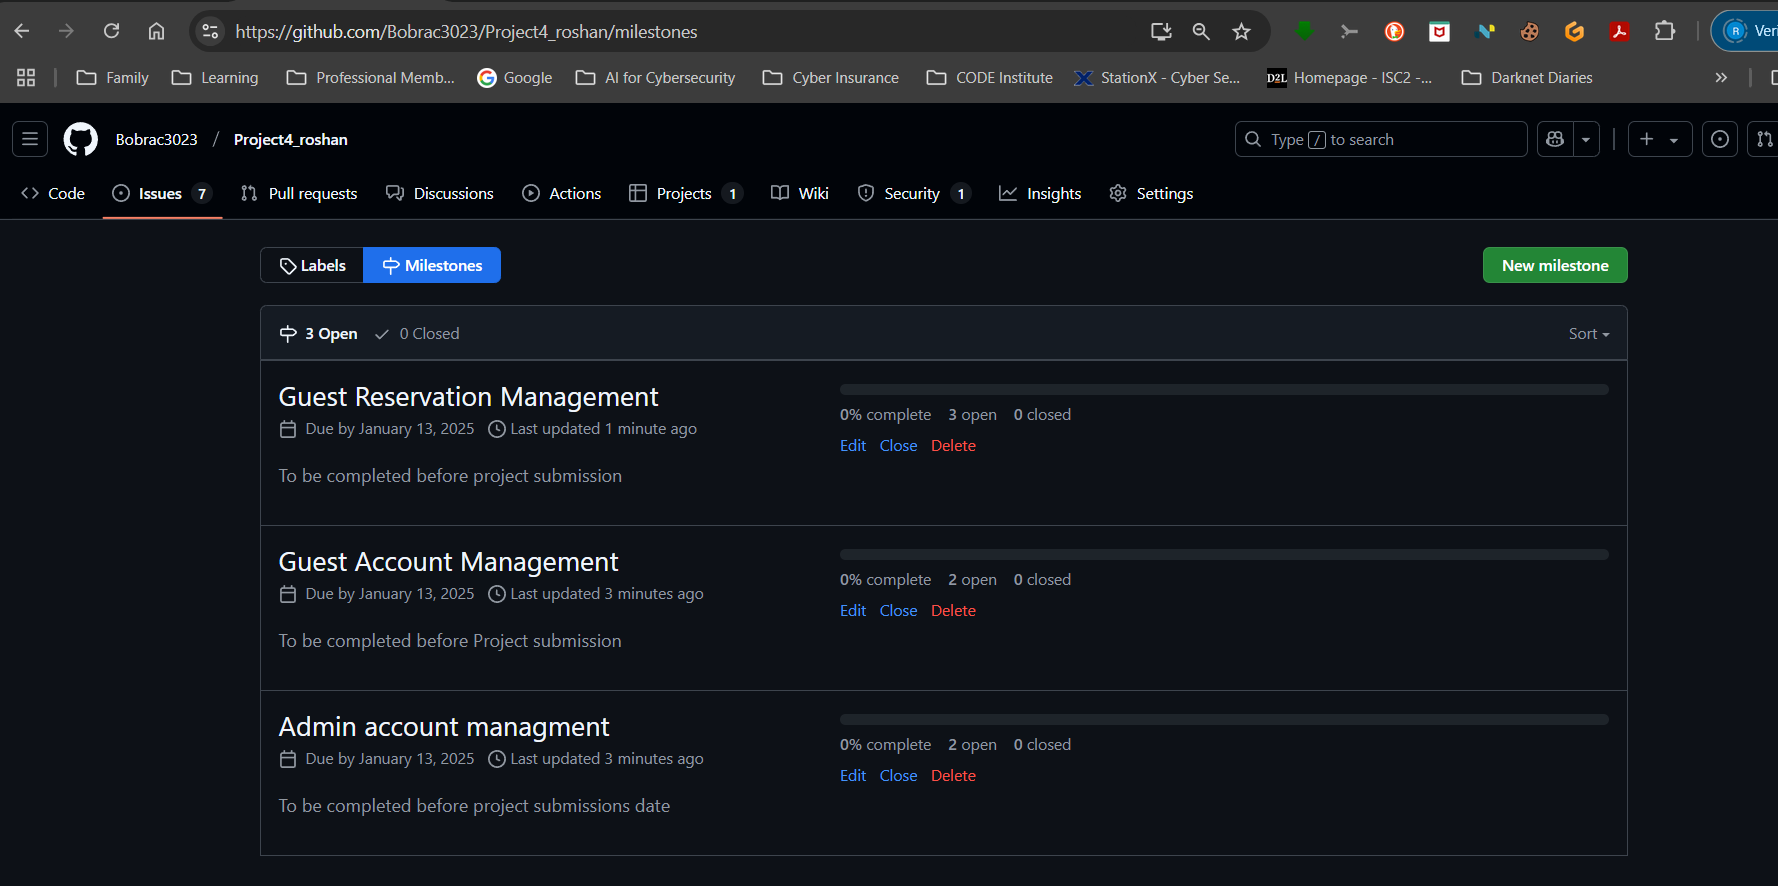 https://github.com/Bobrac3023/Project4_roshan/milestones
Family Learning Professional Memb... Google AI for Cybersecurity Cyber Insurance CODE Institute StationX - Cyber Se... D2L Homepage - ISC2 -... Darknet Diaries
Bobrac3023 / Project4_roshan Type / to search
Code Issues 7 Pull requests Discussions Actions Projects 1 Wiki Security 1 Insights Settings
Labels Milestones New milestone
3 Open 0 Closed Sort
Guest Reservation Management
Due by January 13, 2025 Last updated 1 minute ago
To be completed before project submission
0% complete 3 open 0 closed
Edit Close Delete
Guest Account Management
Due by January 13, 2025 Last updated 3 minutes ago
To be completed before Project submission
0% complete 2 open 0 closed
Edit Close Delete
Admin account managment
Due by January 13, 2025 Last updated 3 minutes ago
To be completed before project submissions date
0% complete 2 open 0 closed
Edit Close Delete